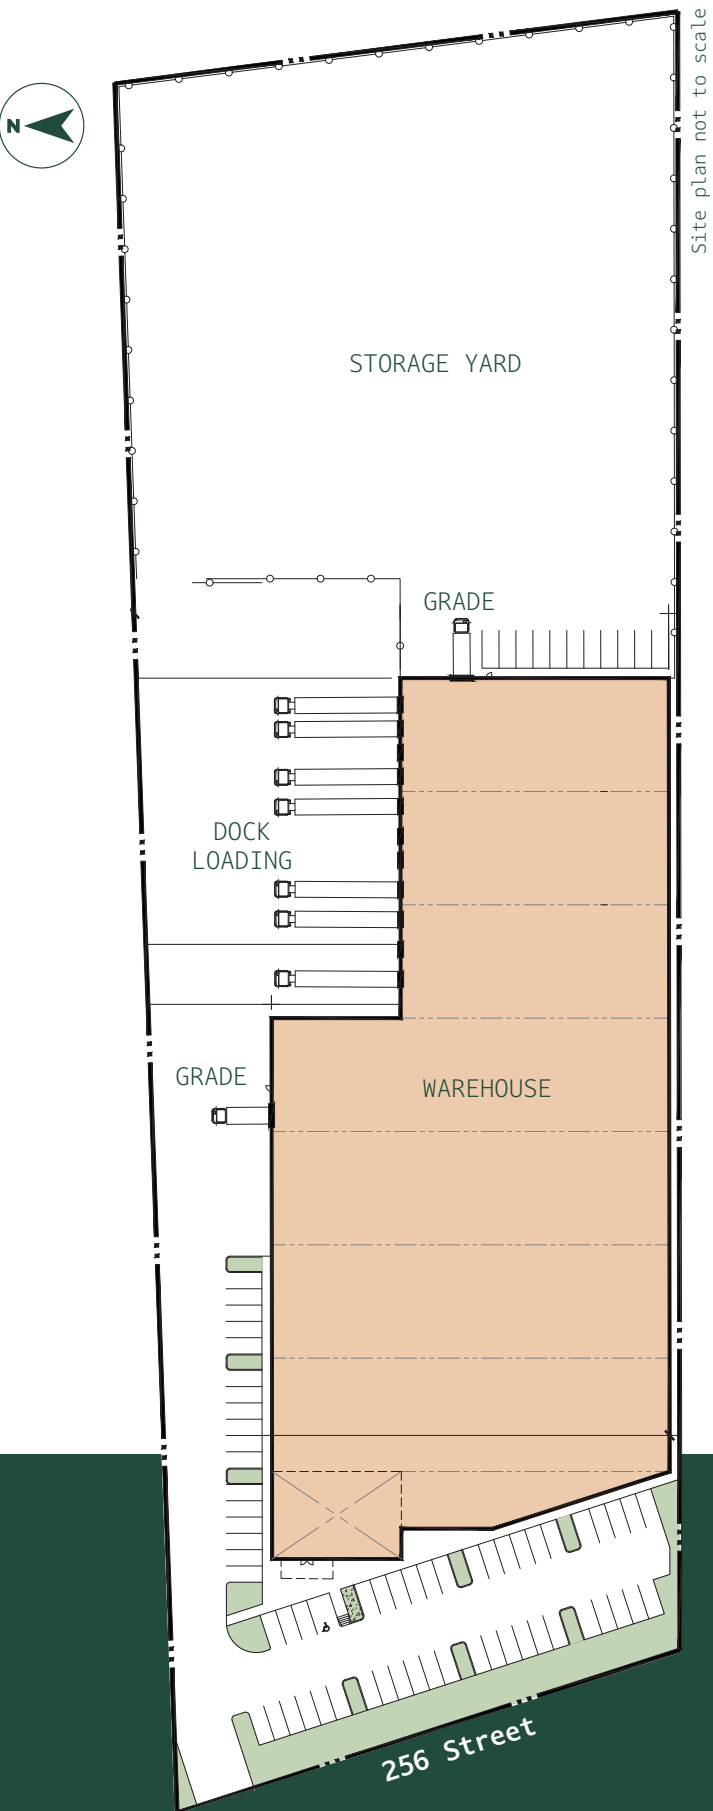 Site plan not to scale
N
STORAGE YARD
GRADE
DOCK
LOADING
GRADE
WAREHOUSE
256 Street